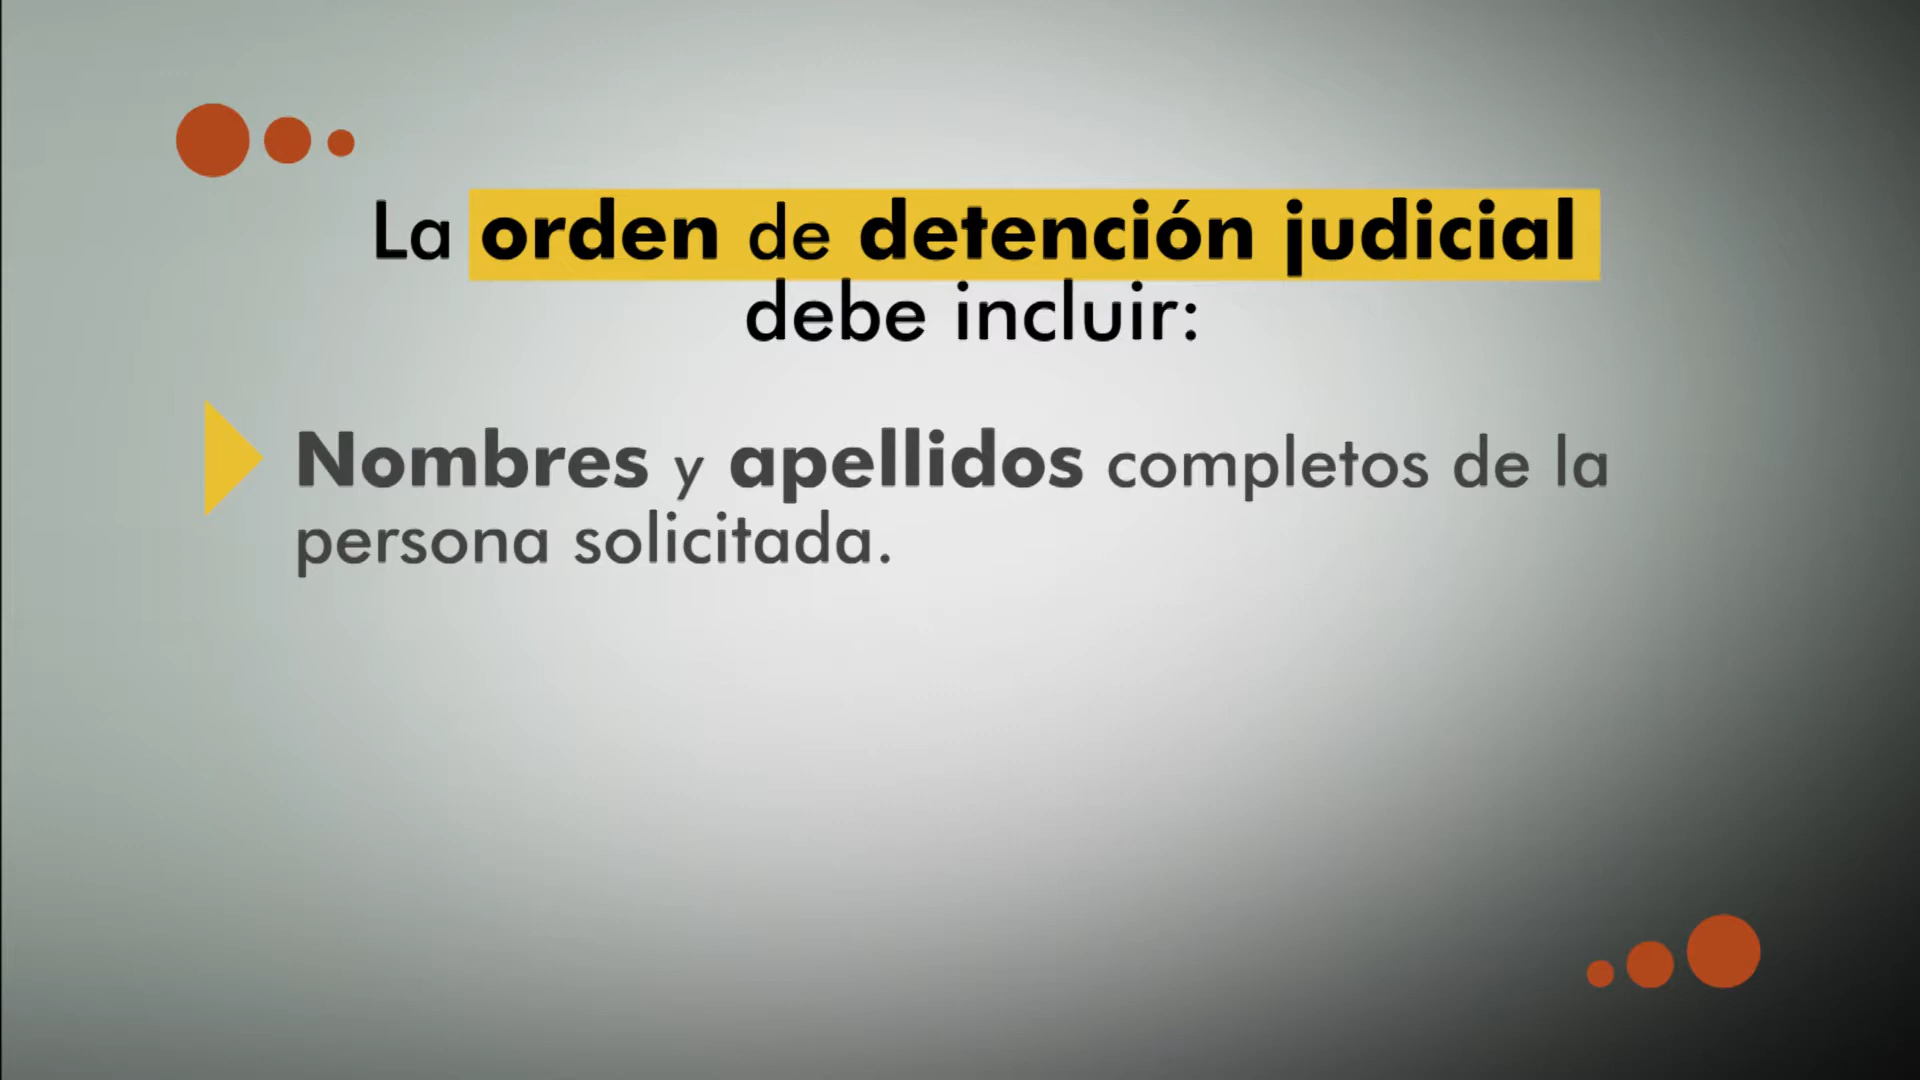 La orden de detención judicial
debe incluir:
Nombres y apellidos completos de la
persona solicitada.